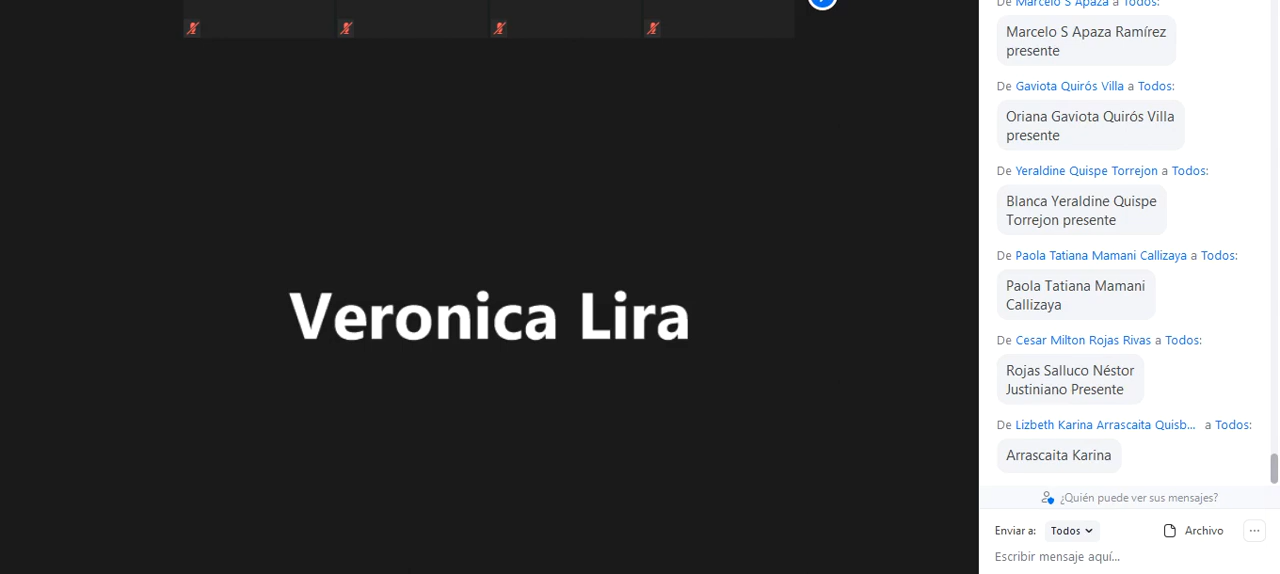 De Marcelo S Apaza a Todos:
Marcelo S Apaza Ramírez
presente
De Gaviota Quirós Villa a Todos:
Oriana Gaviota Quirós Villa
presente
De Yeraldine Quispe Torrejon a Todos:
Blanca Yeraldine Quispe
Torrejon presente
De Paola Tatiana Mamani Callizaya a Todos:
Paola Tatiana Mamani
Callizaya
De Cesar Milton Rojas Rivas a Todos:
Rojas Salluco Néstor
Justiniano Presente
De Lizbeth Karina Arrascaita Quisb... a Todos:
Arrascaita Karina
¿Quién puede ver sus mensajes?
Enviar a: Todos Archivo ...
Escribir mensaje aquí...
Veronica Lira